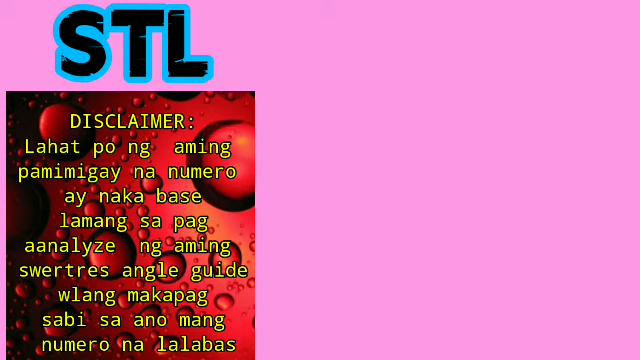 STL
DISCLAIMER:
Lahat po ng aming
pamimigay na numero
ay naka base
lamang sa pag
aanalyze ng aming
swertres angle guide
wlang makapag
sabi sa ano mang
numero na lalabas